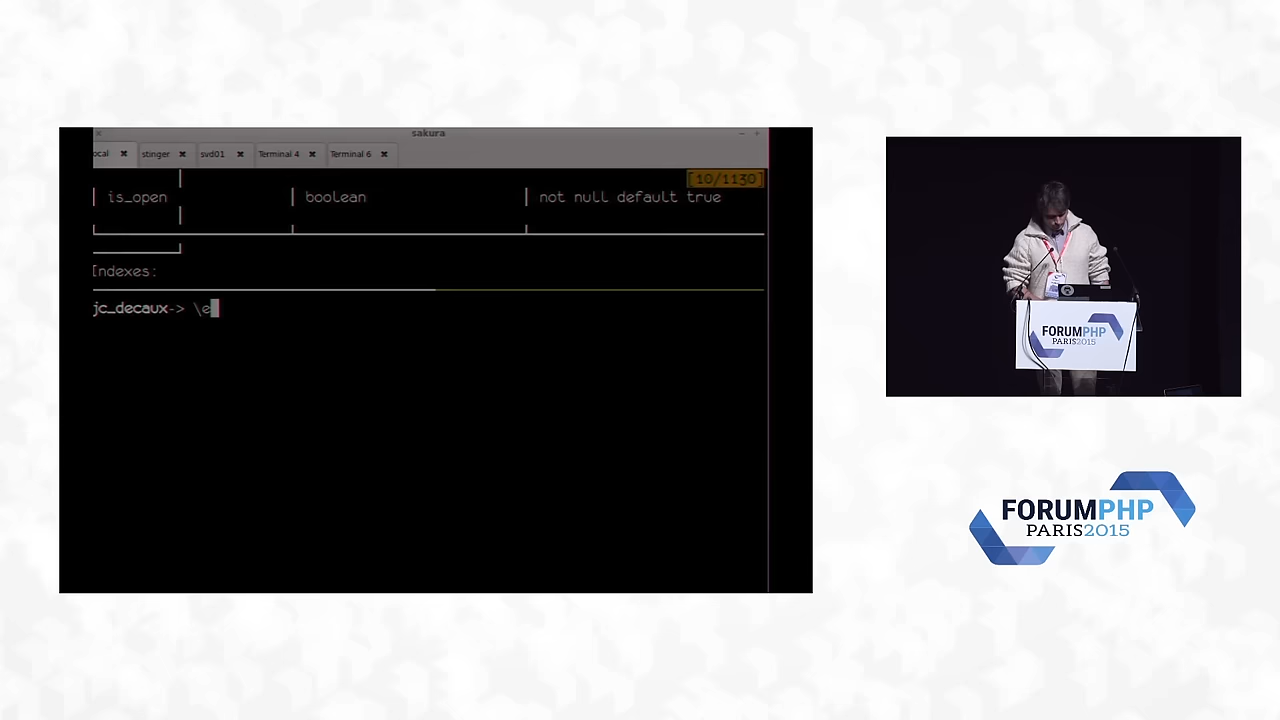 sakura
ocal
stinger
svd01
Terminal 4
Terminal 6
[10/1130]
| is_open | boolean | not null default true
Indexes:
jc_decaux-> \e
FORUMPHP
PARIS2015
FORUMPHP
PARIS2015